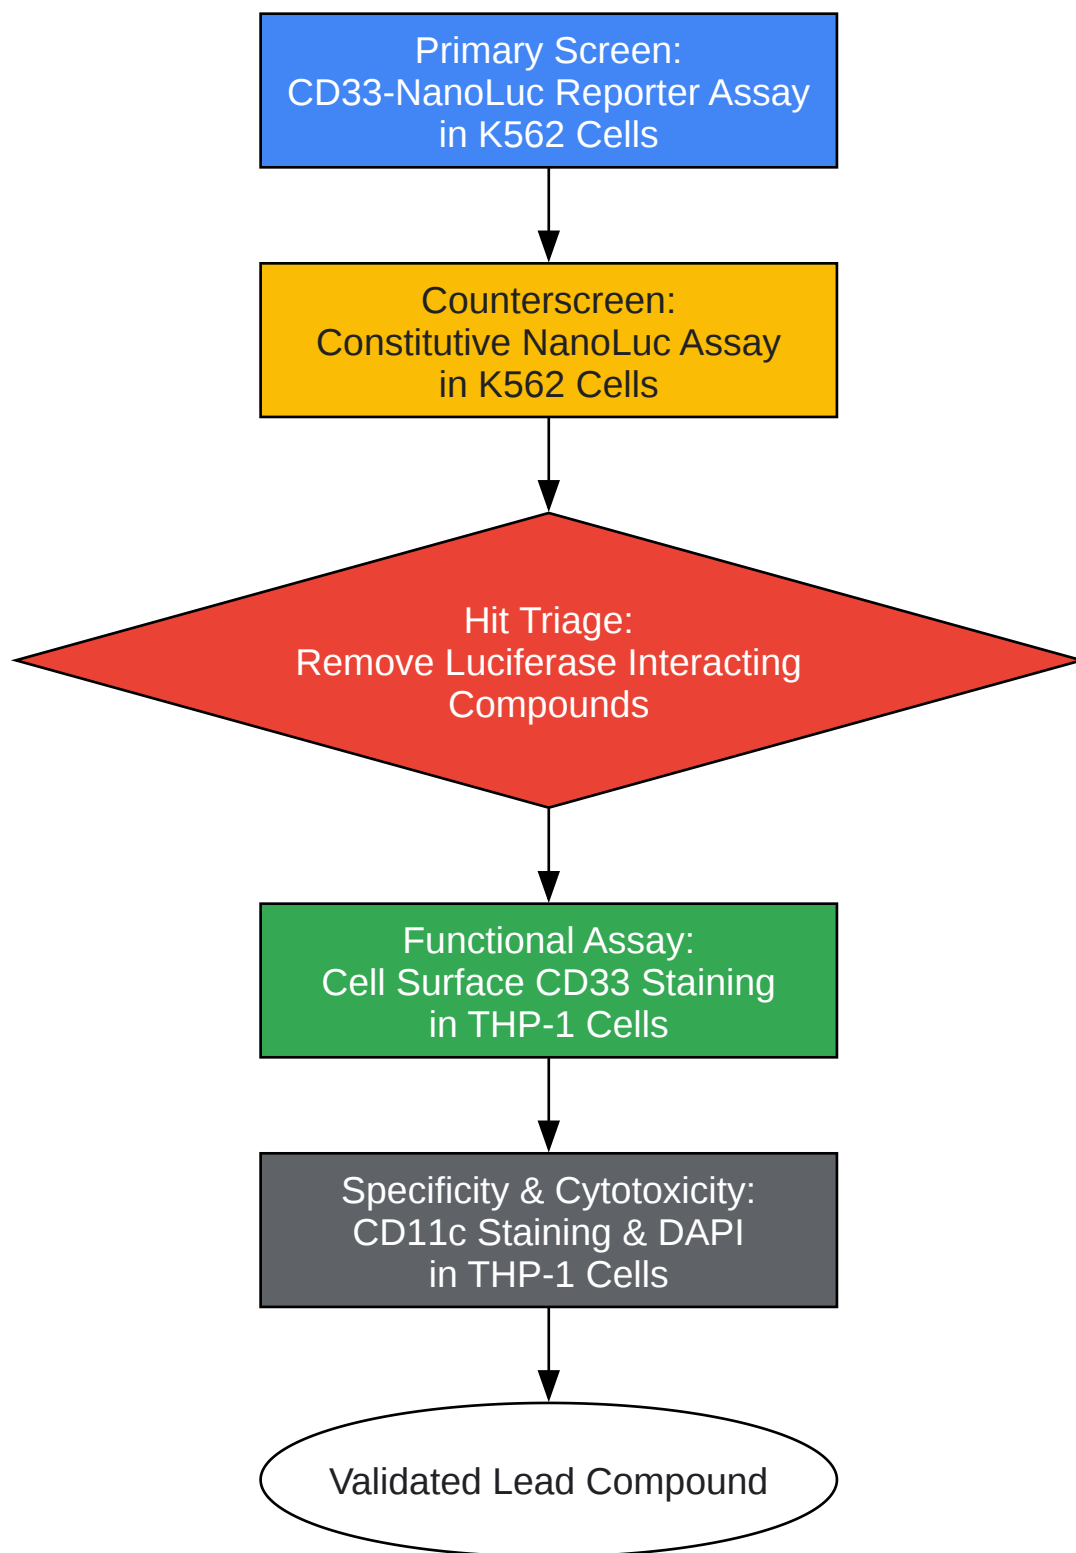 Primary Screen:
CD33-NanoLuc Reporter Assay
in K562 Cells
Counterscreen:
Constitutive NanoLuc Assay
in K562 Cells
Hit Triage:
Remove Luciferase Interacting
Compounds
Functional Assay:
Cell Surface CD33 Staining
in THP-1 Cells
Specificity & Cytotoxicity:
CD11c Staining & DAPI
in THP-1 Cells
Validated Lead Compound